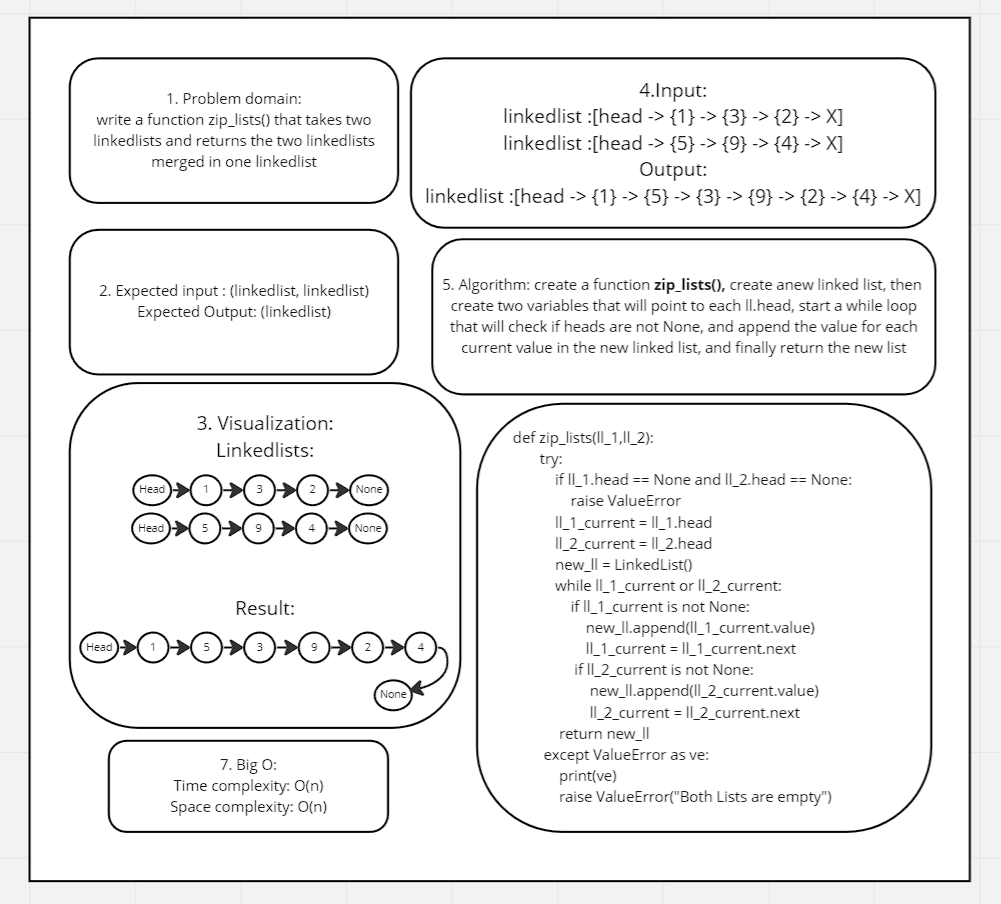 1. Problem domain:
write a function zip_lists() that takes two
linkedlists and returns the two linkedlists
merged in one linkedlist
2. Expected input : (linkedlist, linkedlist)
Expected Output: (linkedlist)
3. Visualization:
Linkedlists:
Head 1 3 2 None
Head 5 9 4 None
Result:
Head 1 5 3 9 2 4
None
4.Input:
linkedlist :[head -> {1} -> {3} -> {2} -> X]
linkedlist :[head -> {5} -> {9} -> {4} -> X]
Output:
linkedlist :[head -> {1} -> {5} -> {3} -> {9} -> {2} -> {4} -> X]
5. Algorithm: create a function zip_lists(), create anew linked list, then
create two variables that will point to each ll.head, start a while loop
that will check if heads are not None, and append the value for each
current value in the new linked list, and finally return the new list
def zip_lists(ll_1,ll_2):
try:
if ll_1.head == None and ll_2.head == None:
raise ValueError
ll_1_current = ll_1.head
ll_2_current = ll_2.head
new_ll = LinkedList()
while ll_1_current or ll_2_current:
if ll_1_current is not None:
new_ll.append(ll_1_current.value)
ll_1_current = ll_1_current.next
if ll_2_current is not None:
new_ll.append(ll_2_current.value)
ll_2_current = ll_2_current.next
return new_ll
except ValueError as ve:
print(ve)
raise ValueError("Both Lists are empty")
7. Big O:
Time complexity: O(n)
Space complexity: O(n)